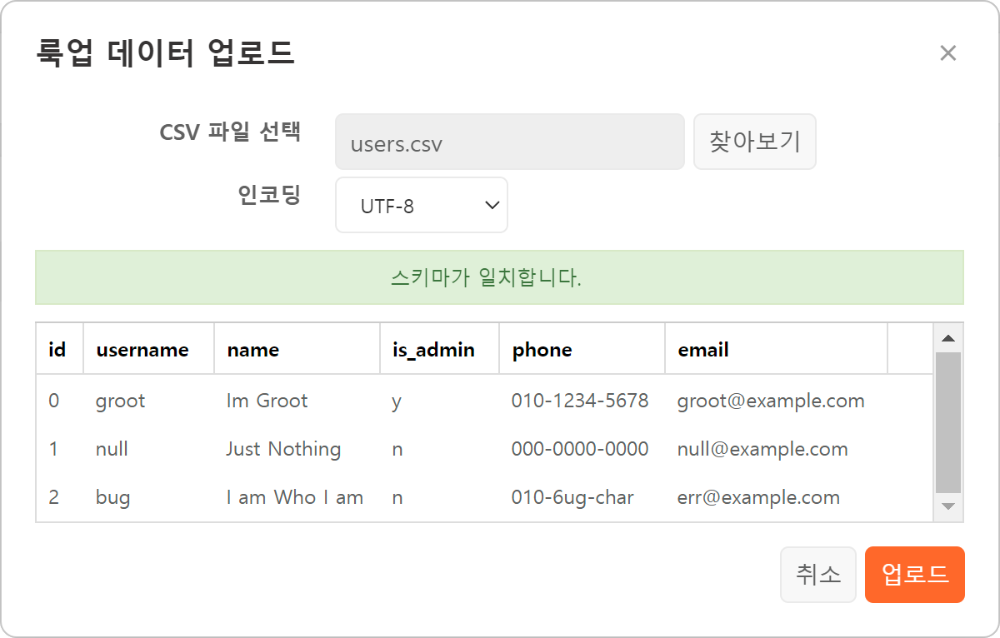 룩업 데이터 업로드 ×
CSV 파일 선택 users.csv 찾아보기
인코딩 UTF-8
스키마가 일치합니다.
id username name is_admin phone email
0 groot Im Groot y 010-1234-5678 groot@example.com
1 null Just Nothing n 000-0000-0000 null@example.com
2 bug I am Who I am n 010-6ug-char err@example.com
취소 업로드